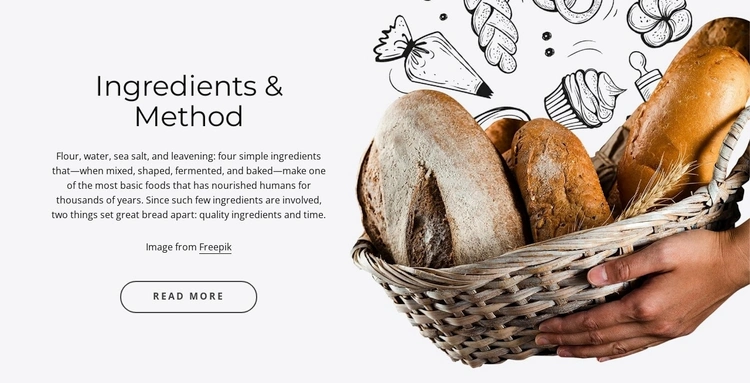 Ingredients &
Method
Flour, water, sea salt, and leavening: four simple ingredients
that—when mixed, shaped, fermented, and baked—make one
of the most basic foods that has nourished humans for
thousands of years. Since such few ingredients are involved,
two things set great bread apart: quality ingredients and time.
Image from Freepik
READ MORE